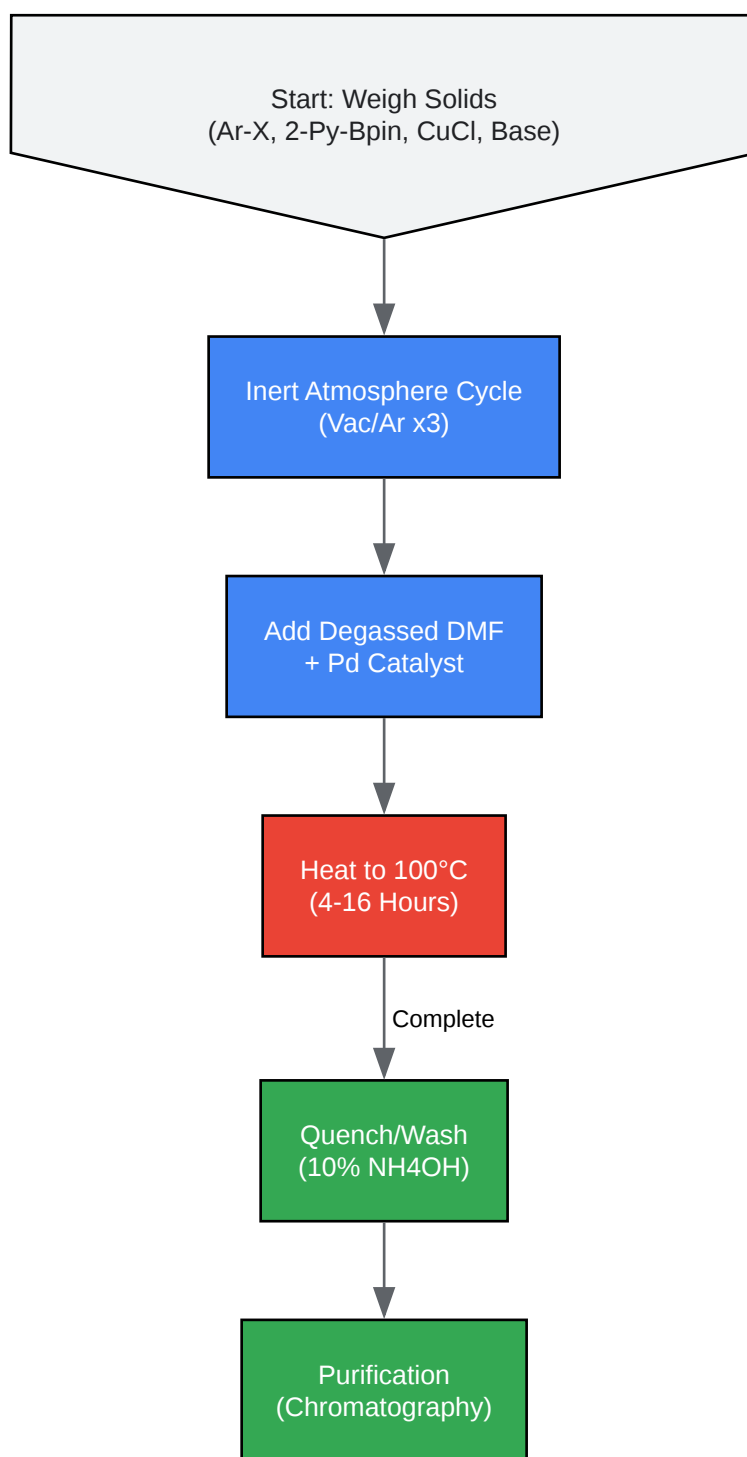 Start: Weigh Solids
(Ar-X, 2-Py-Bpin, CuCl, Base)
Inert Atmosphere Cycle
(Vac/Ar x3)
Add Degassed DMF
+ Pd Catalyst
Heat to 100°C
(4-16 Hours)
Complete
Quench/Wash
(10% NH4OH)
Purification
(Chromatography)